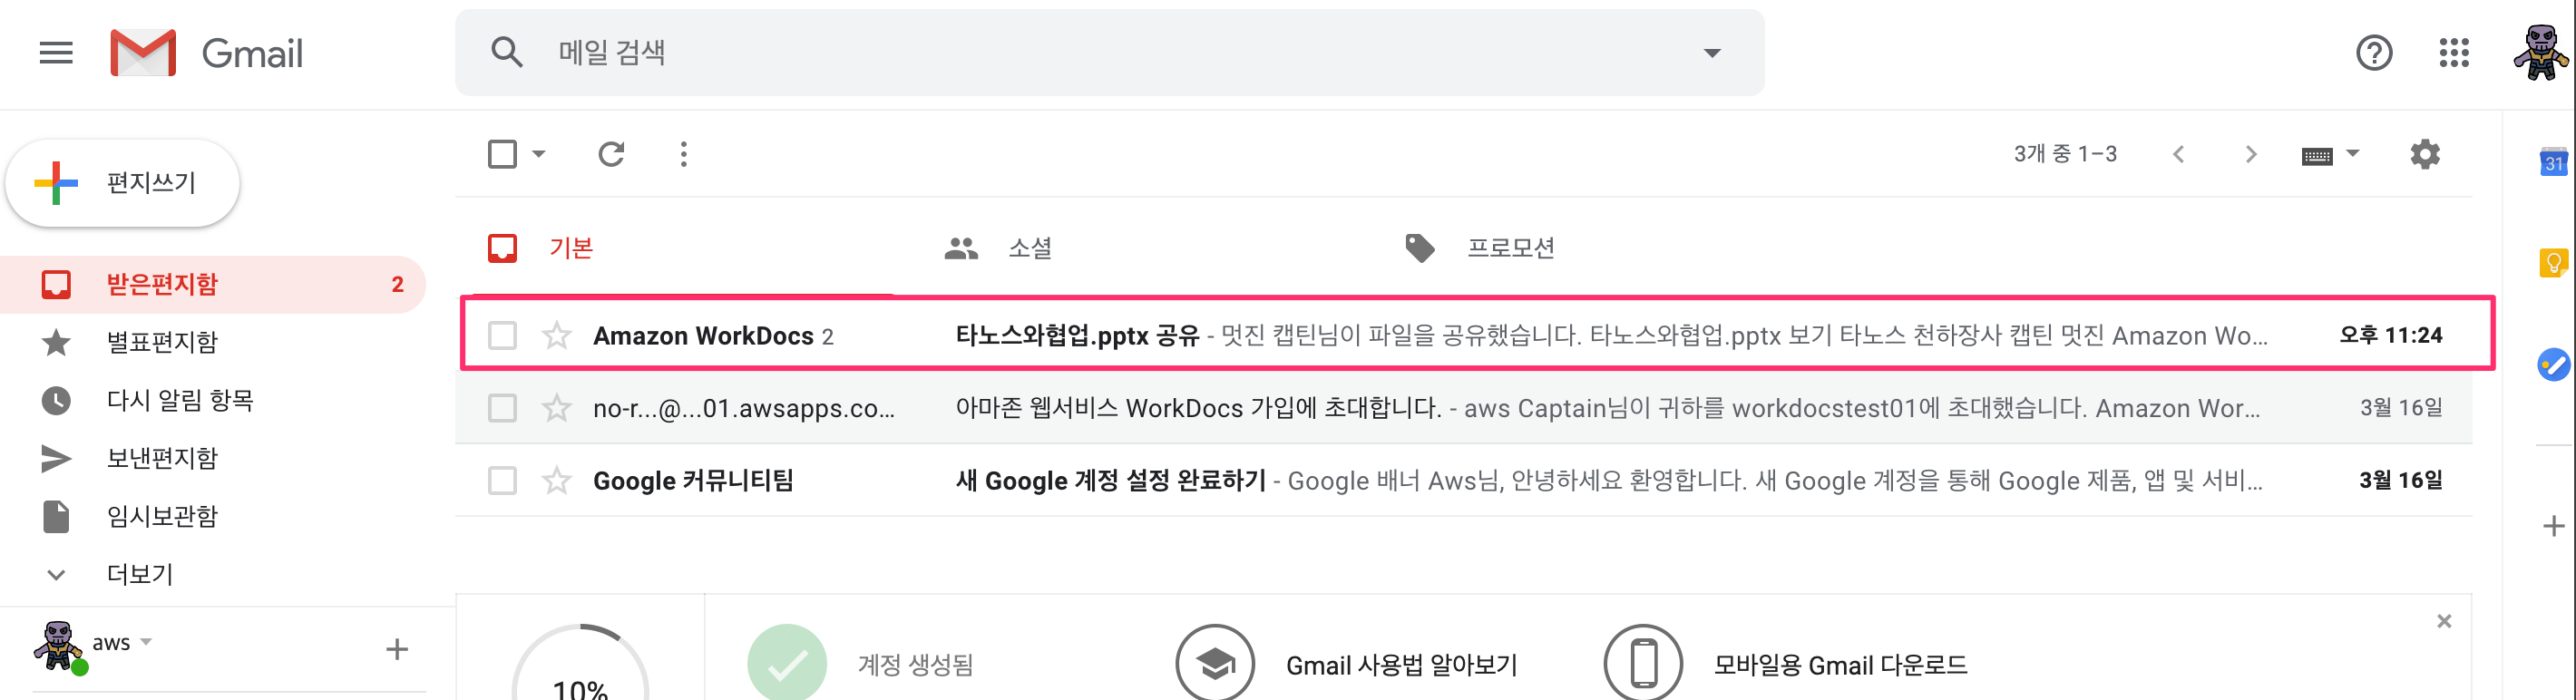 Gmail
메일 검색
편지쓰기
3개 중 1–3
31
기본
소셜
프로모션
받은편지함 2
별표편지함
다시 알림 항목
보낸편지함
임시보관함
더보기
Amazon WorkDocs 2 타노스와협업.pptx 공유 - 멋진 캡틴님이 파일을 공유했습니다. 타노스와협업.pptx 보기 타노스 천하장사 캡틴 멋진 Amazon Wo... 오후 11:24
no-r...@...01.awsapps.co... 아마존 웹서비스 WorkDocs 가입에 초대합니다. - aws Captain님이 귀하를 workdocstest01에 초대했습니다. Amazon Wor... 3월 16일
Google 커뮤니티팀 새 Google 계정 설정 완료하기 - Google 배너 Aws님, 안녕하세요 환영합니다. 새 Google 계정을 통해 Google 제품, 앱 및 서비... 3월 16일
aws
10%
계정 생성됨
Gmail 사용법 알아보기
모바일용 Gmail 다운로드